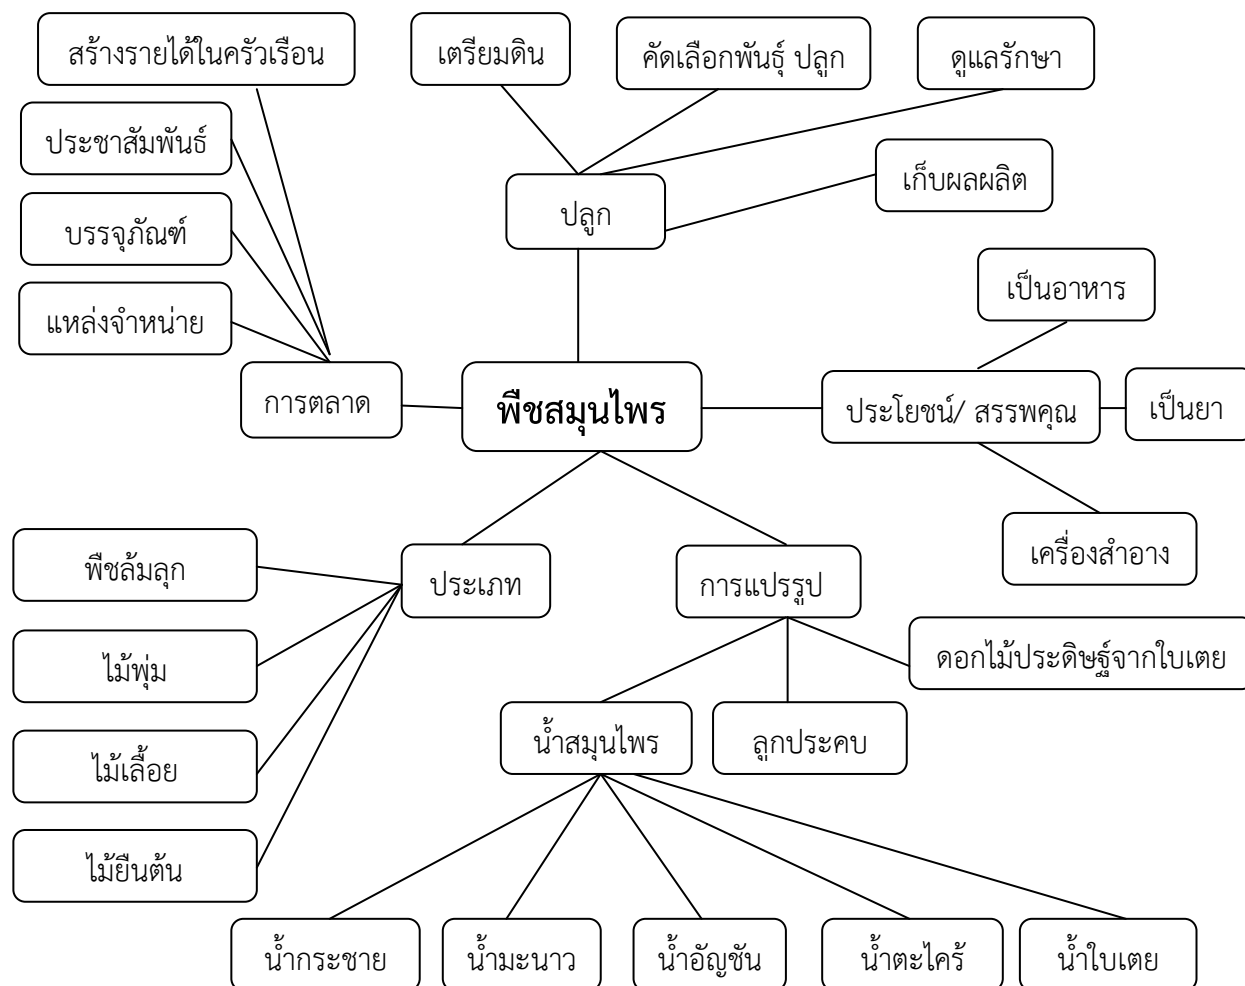 สร้างรายได้ในครัวเรือน
เตรียมดิน
คัดเลือกพันธุ์ ปลูก
ดูแลรักษา
ประชาสัมพันธ์
เก็บผลผลิต
ปลูก
บรรจุภัณฑ์
เป็นอาหาร
แหล่งจำหน่าย
การตลาด
พืชสมุนไพร
ประโยชน์/ สรรพคุณ
เป็นยา
เครื่องสำอาง
พืชล้มลุก
ประเภท
การแปรรูป
ไม้พุ่ม
ดอกไม้ประดิษฐ์จากใบเตย
น้ำสมุนไพร
ลูกประคบ
ไม้เลื้อย
ไม้ยืนต้น
น้ำกระชาย
น้ำมะนาว
น้ำอัญชัน
น้ำตะไคร้
น้ำใบเตย